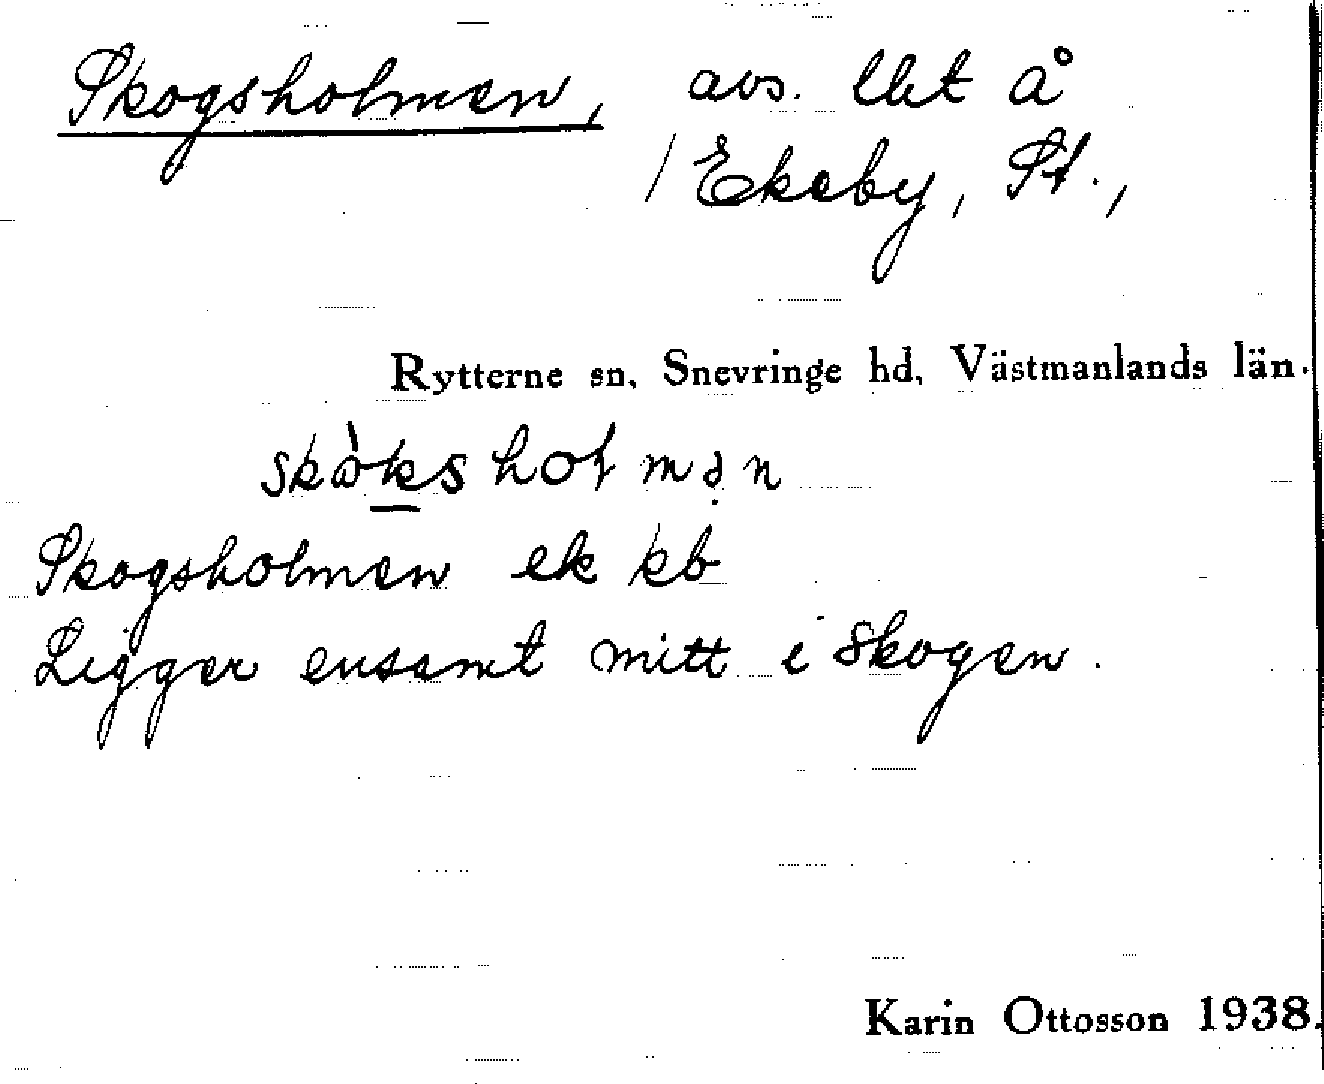 Skogsholmen, avs. lht å
/ Ekeby, St.,
Rytterne sn, Snevringe hd, Västmanlands län.
Skogsholmen ek kb
Ligger ensamt mitt i skogen.
Karin Ottosson 1938.